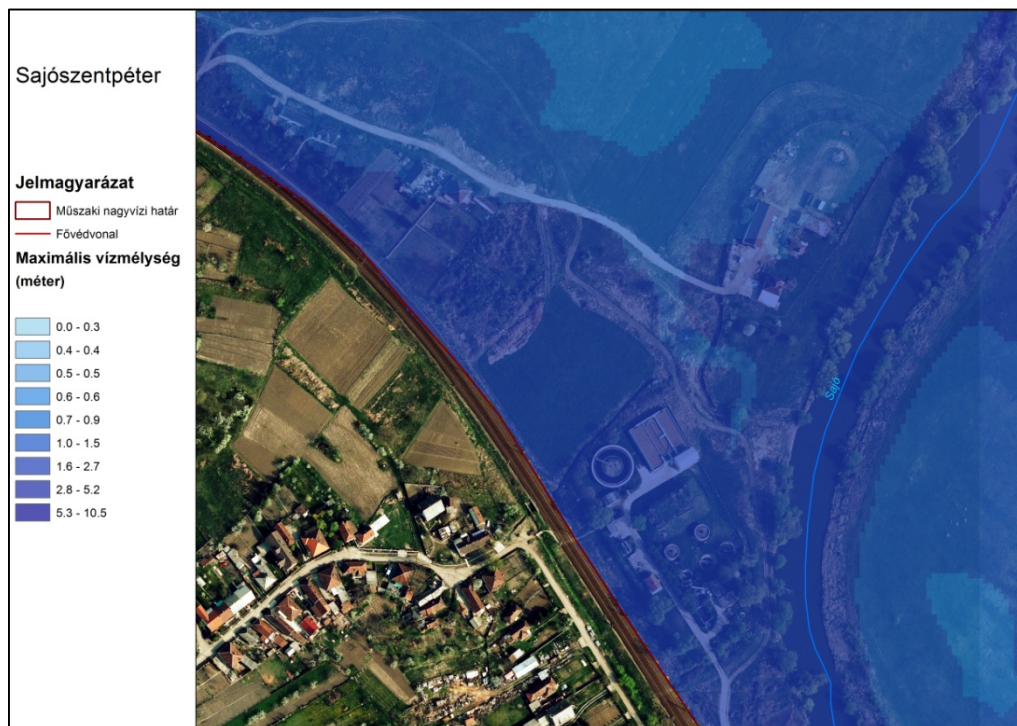 Sajószentpéter
Jelmagyarázat
Műszaki nagyvízi határ
Fővédvonal
Maximális vízmélység
(méter)
0.0 - 0.3
0.4 - 0.4
0.5 - 0.5
0.6 - 0.6
0.7 - 0.9
1.0 - 1.5
1.6 - 2.7
2.8 - 5.2
5.3 - 10.5
Sajó